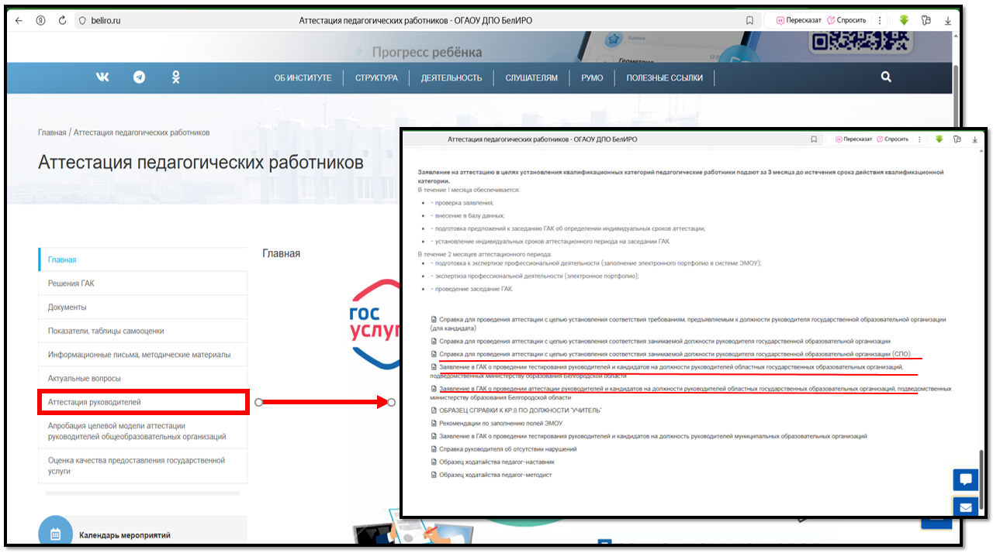 beliro.ru
Аттестация педагогических работников - ОГАОУ ДПО БелИРО
Пересказат
Спросить
Прогресс ребёнка
Геометрия
ОБ ИНСТИТУТЕ
СТРУКТУРА
ДЕЯТЕЛЬНОСТЬ
СЛУШАТЕЛЯМ
РУМО
ПОЛЕЗНЫЕ ССЫЛКИ
Главная / Аттестация педагогических работников
Аттестация педагогических работников
Главная
Решения ГАК
Документы
Показатели, таблицы самооценки
Информационные письма, методические материалы
Актуальные вопросы
Аттестация руководителей
Апробация целевой модели аттестации
руководителей общеобразовательных организаций
Оценка качества предоставления государственной
услуги
Календарь мероприятий
Главная
гос
услуг
Аттестация педагогических работников - ОГАОУ ДПО БелИРО
Пересказат
Спросить
Заявление на аттестацию в целях установления квалификационных категорий педагогические работники подают за 3 месяца до истечения срока действия квалификационной
категории.
В течение 1 месяца обеспечивается:
• – проверка заявления;
• – внесение в базу данных;
• – подготовка предложений к заседанию ГАК об определении индивидуальных сроков аттестации;
• – установление индивидуальных сроков аттестационного периода на заседании ГАК.
В течение 2 месяцев аттестационного периода:
• – подготовка к экспертизе профессиональной деятельности (заполнение электронного портфолио в системе ЭМОУ);
• – экспертиза профессиональной деятельности (электронное портфолио);
• – проведение заседание ГАК.
Справка для проведения аттестации с целью установления соответствия требованиям, предъявляемым к должности руководителя государственной образовательной организации
(для кандидата)
Справка для проведения аттестации с целью установления соответствия занимаемой должности руководителя государственной образовательной организации
Справка для проведения аттестации с целью установления соответствия занимаемой должности руководителя государственной образовательной организации (СПО)
Заявление в ГАК о проведении тестирования руководителей и кандидатов на должности руководителей областных государственных образовательных организаций,
подведомственных министерству образования Белгородской области
Заявление в ГАК о проведении аттестации руководителей и кандидатов на должности руководителей областных государственных образовательных организаций, подведомственных
министерству образования Белгородской области
ОБРАЗЕЦ СПРАВКИ К КР.8 ПО ДОЛЖНОСТИ "УЧИТЕЛЬ"
Рекомендации по заполнению полей ЭМОУ
Заявление в ГАК о проведении тестирования руководителей и кандидатов на должность руководителей муниципальных образовательных организаций
Справка руководителя об отсутствии нарушений
Образец ходатайства педагог-наставник
Образец ходатайства педагог-методист